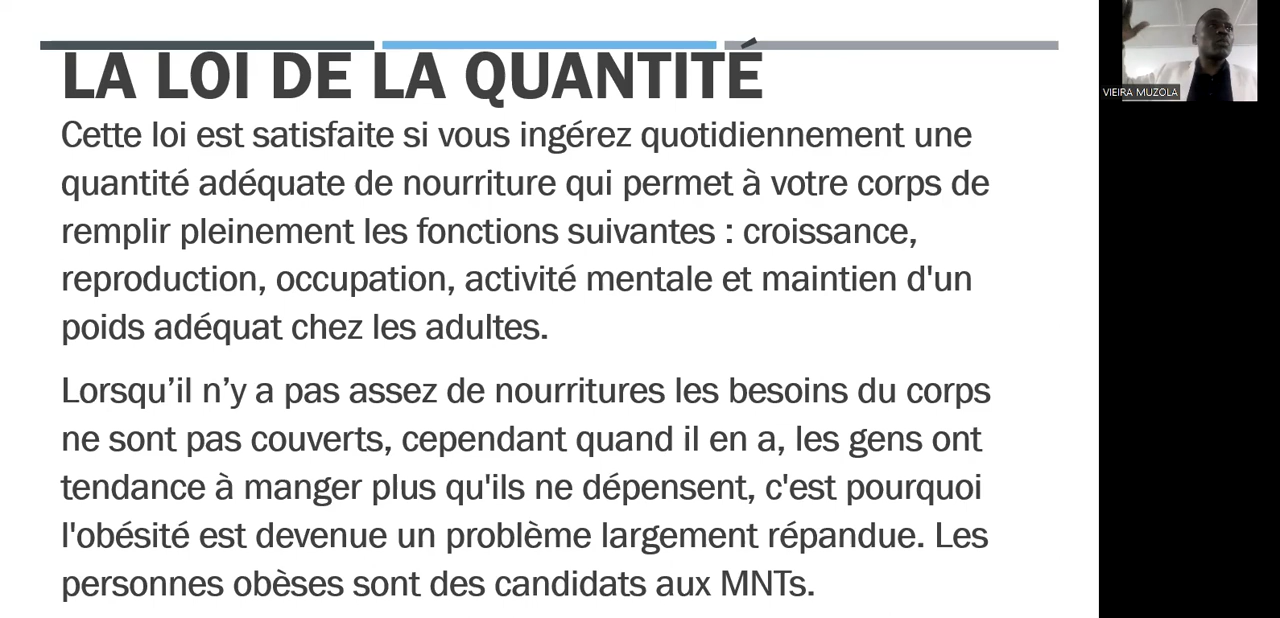 LA LOI DE LA QUANTITÉ
Cette loi est satisfaite si vous ingérez quotidiennement une
quantité adéquate de nourriture qui permet à votre corps de
remplir pleinement les fonctions suivantes : croissance,
reproduction, occupation, activité mentale et maintien d'un
poids adéquat chez les adultes.
Lorsqu’il n’y a pas assez de nourritures les besoins du corps
ne sont pas couverts, cependant quand il en a, les gens ont
tendance à manger plus qu'ils ne dépensent, c'est pourquoi
l'obésité est devenue un problème largement répandue. Les
personnes obèses sont des candidats aux MNTs.
VIEIRA MUZOLA